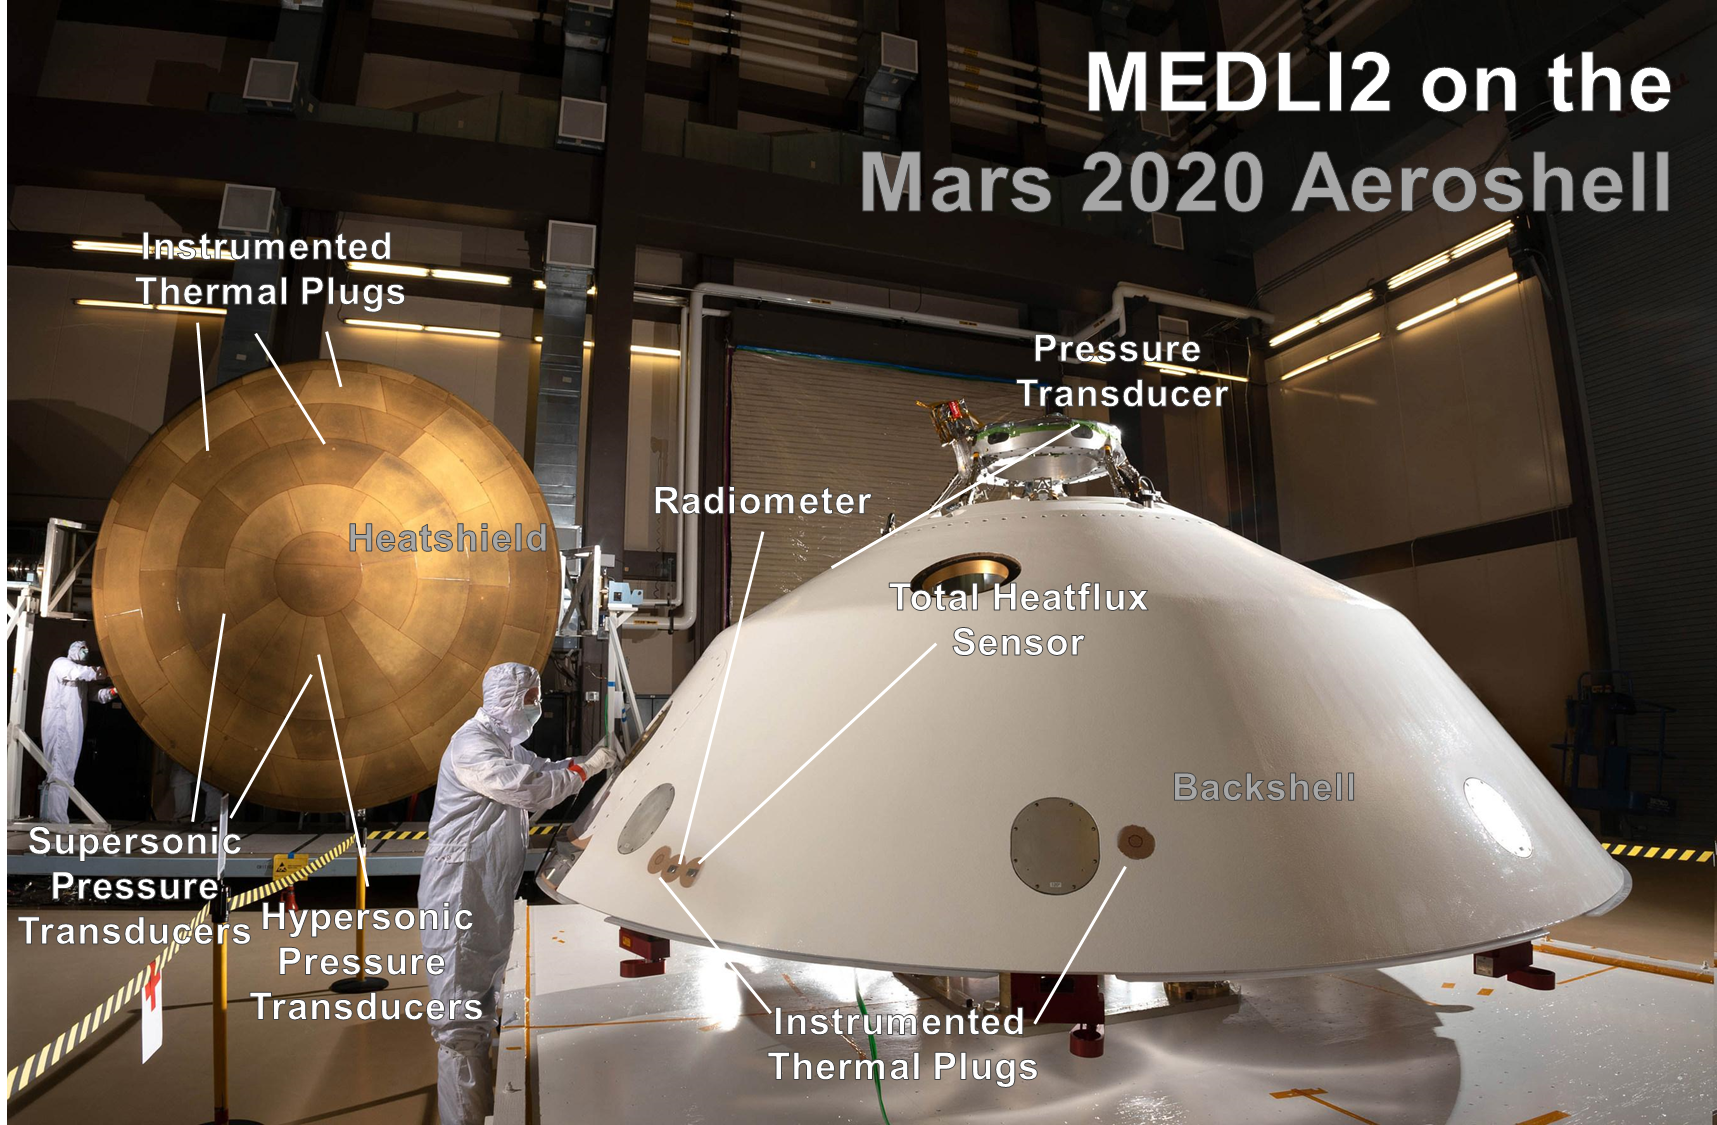 MEDLI2 on the
Mars 2020 Aeroshell
Instrumented
Thermal Plugs
Pressure
Transducer
Radiometer
Heatshield
Total Heatflux
Sensor
Backshell
Supersonic
Pressure
Transducers
Hypersonic
Pressure
Transducers
Instrumented
Thermal Plugs